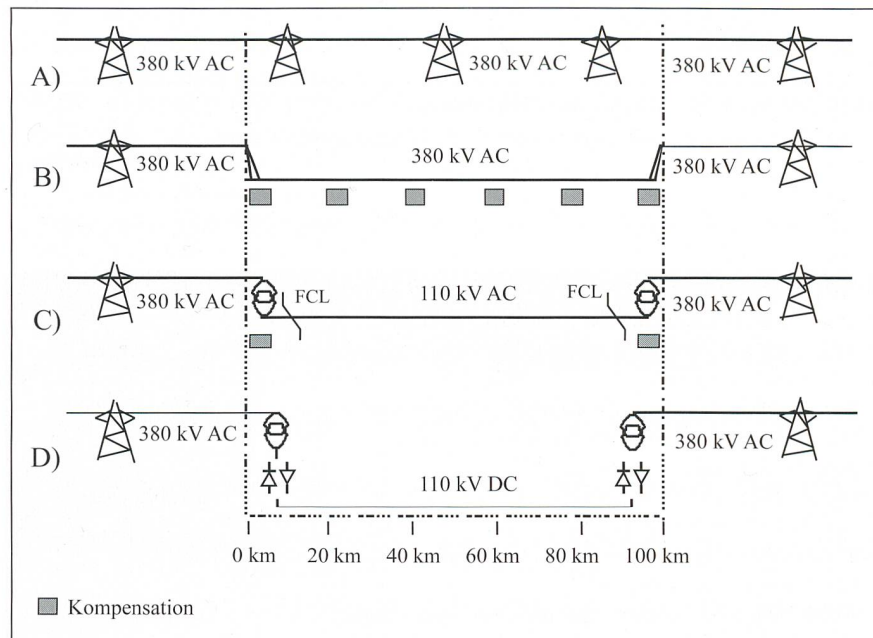 380 kV AC 380 kV AC 380 kV AC
A)
380 kV AC 380 kV AC 380 kV AC
B)
380 kV AC FCL 110 kV AC FCL 380 kV AC
C)
380 kV AC 380 kV AC
D)
110 kV DC
0 km 20 km 40 km 60 km 80 km 100 km
Kompensation